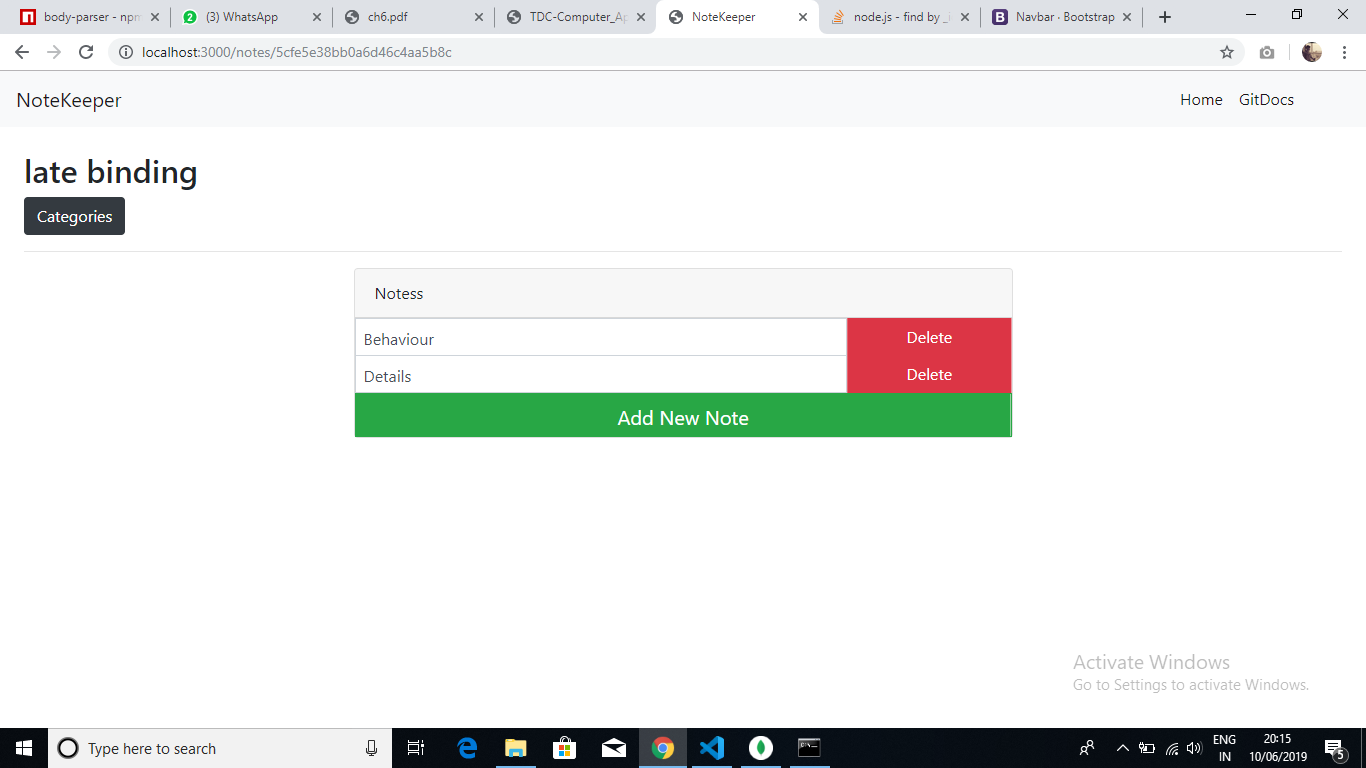 body-parser - npm
(3) WhatsApp
ch6.pdf
TDC-Computer_Ap
NoteKeeper
node.js - find by _i
Navbar · Bootstrap
localhost:3000/notes/5cfe5e38bb0a6d46c4aa5b8c
NoteKeeper
Home
GitDocs
late binding
Categories
Notess
Behaviour
Delete
Details
Delete
Add New Note
Activate Windows
Go to Settings to activate Windows.
Type here to search
ENG
IN
20:15
10/06/2019
5